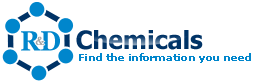 R&D Chemicals
Find the information you need